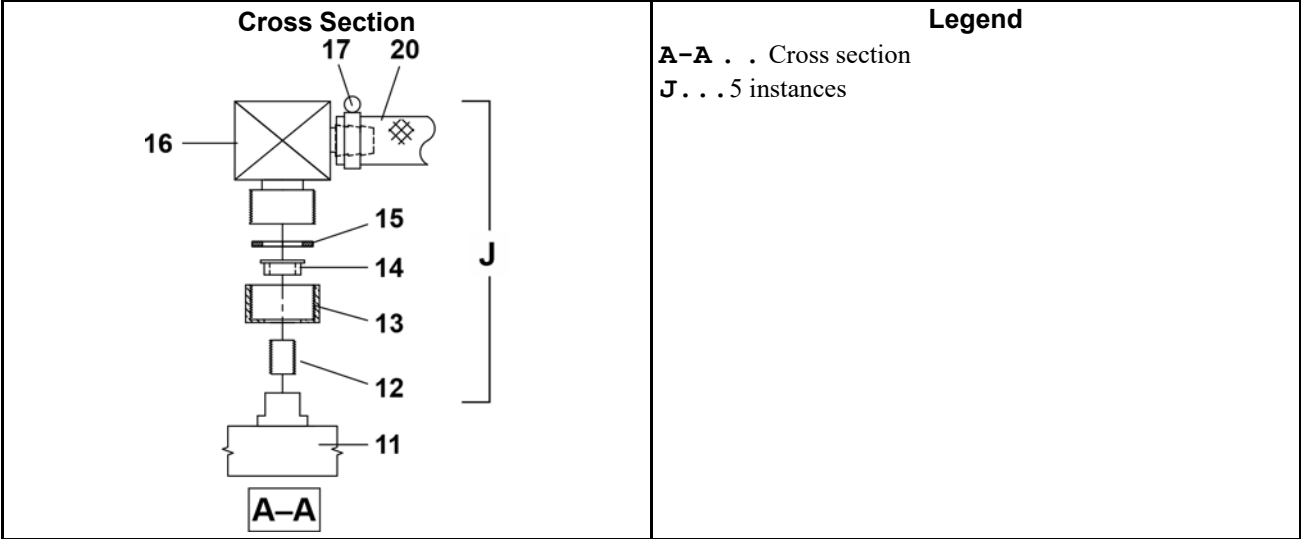 Cross Section
17 20
16
15
J
14
13
12
11
A–A
Legend
A-A . . Cross section
J...5 instances